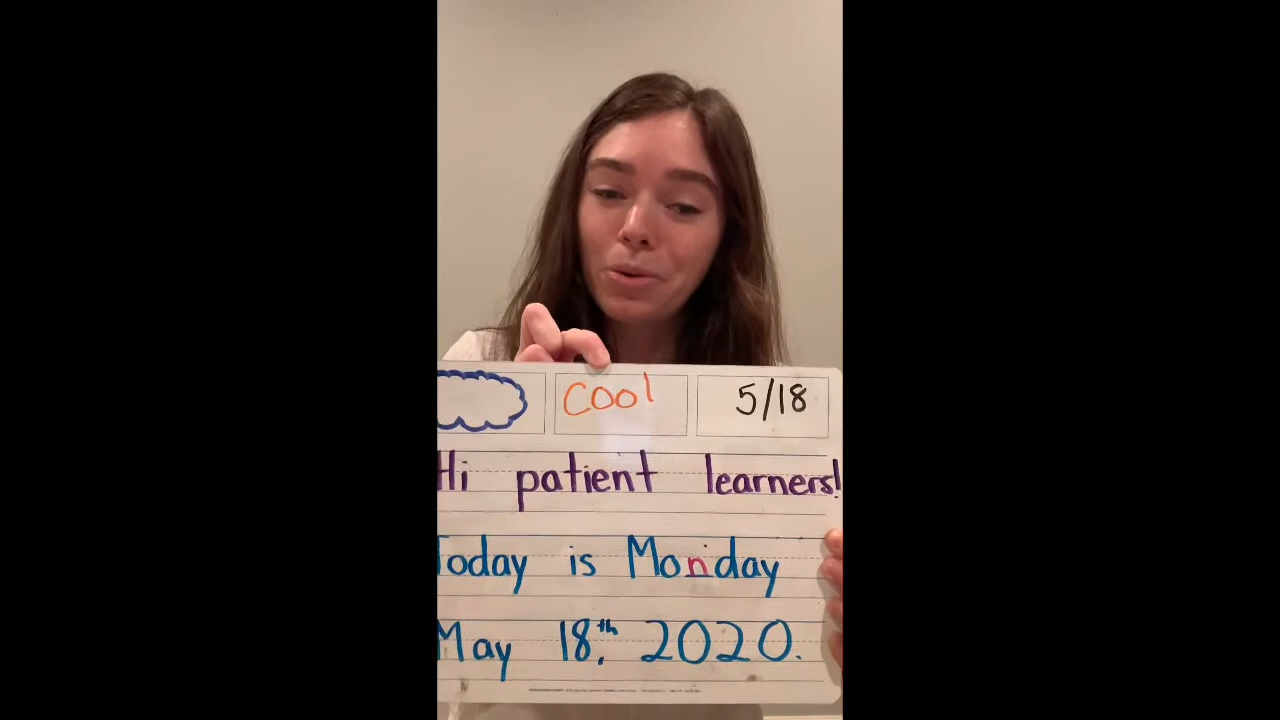 cool 5/18
Hi patient learners!
Today is Monday
May 18th, 2020.